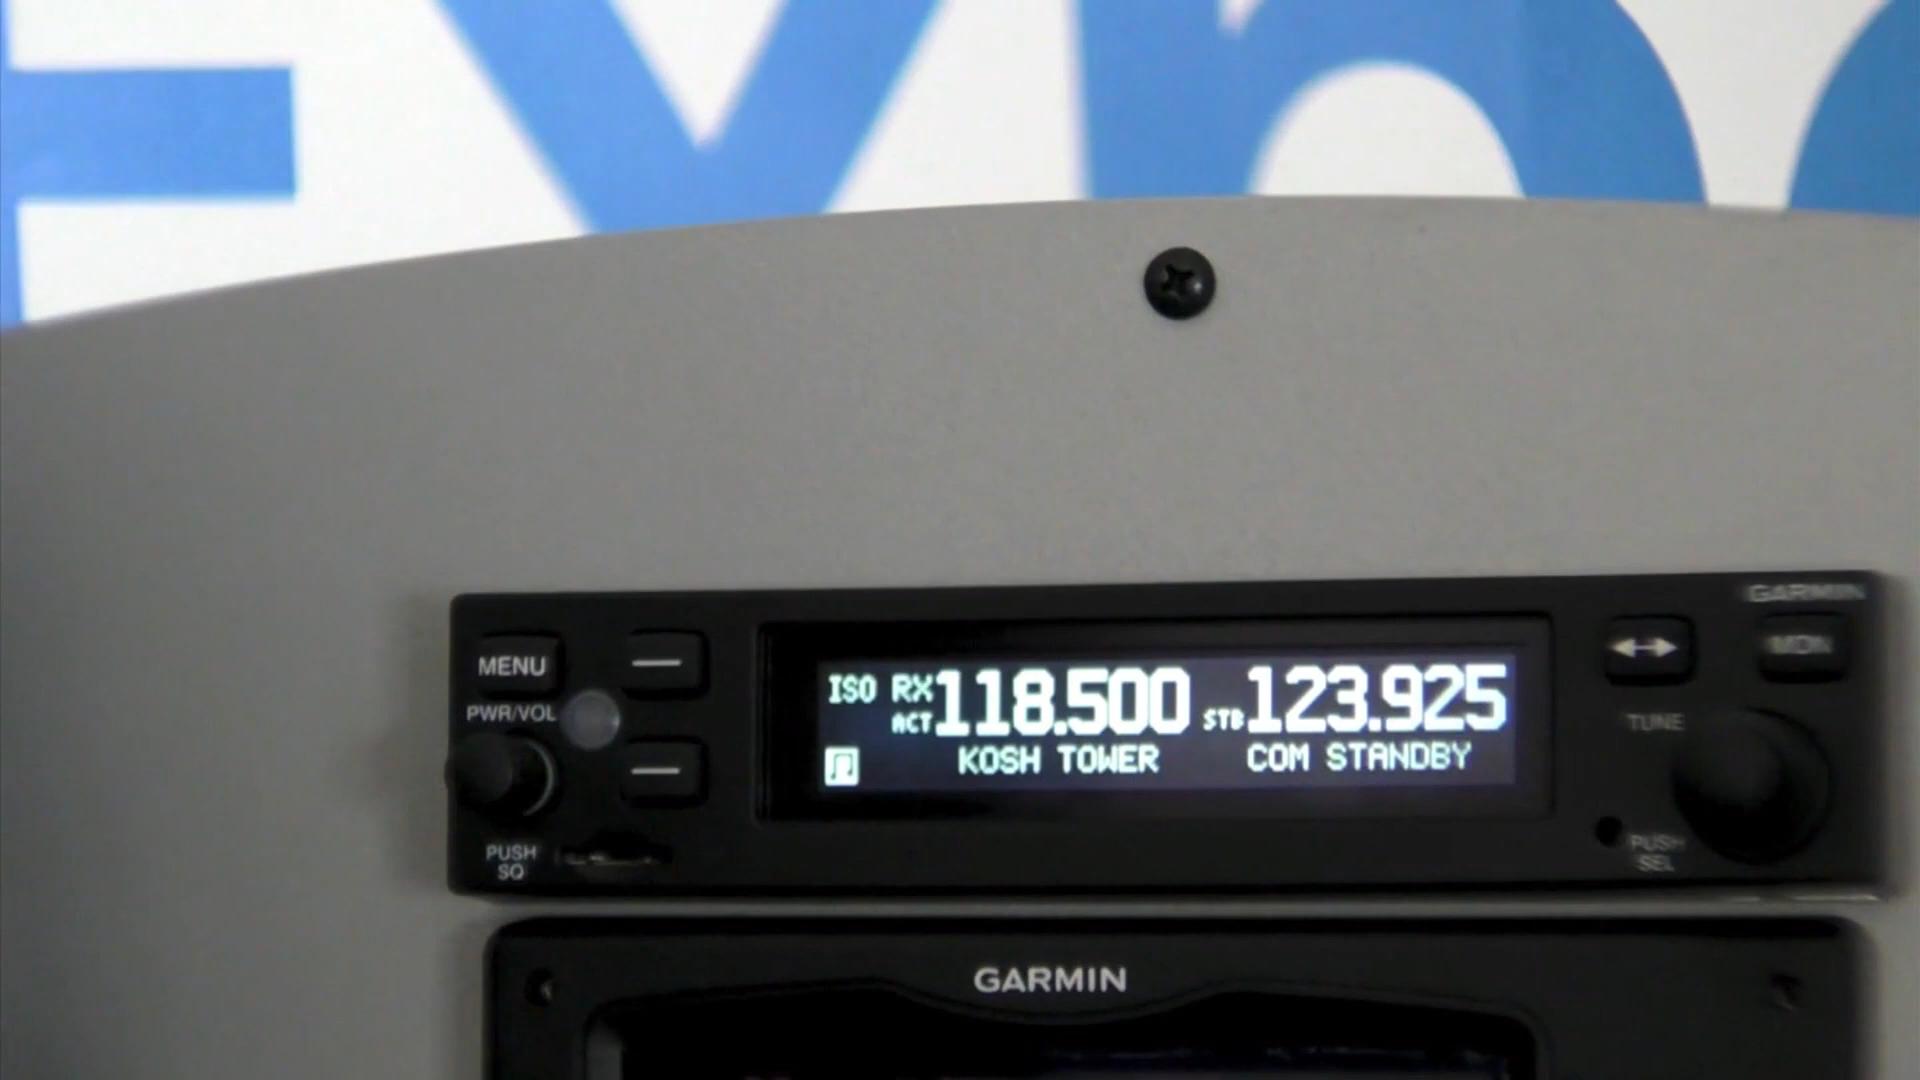 GARMIN
MENU
MON
PWR/VOL
ISO RX 118.500 STB 123.925
ACT
KOSH TOWER COM STANDBY
TUNE
PUSH
SQ
PUSH
SEL
GARMIN